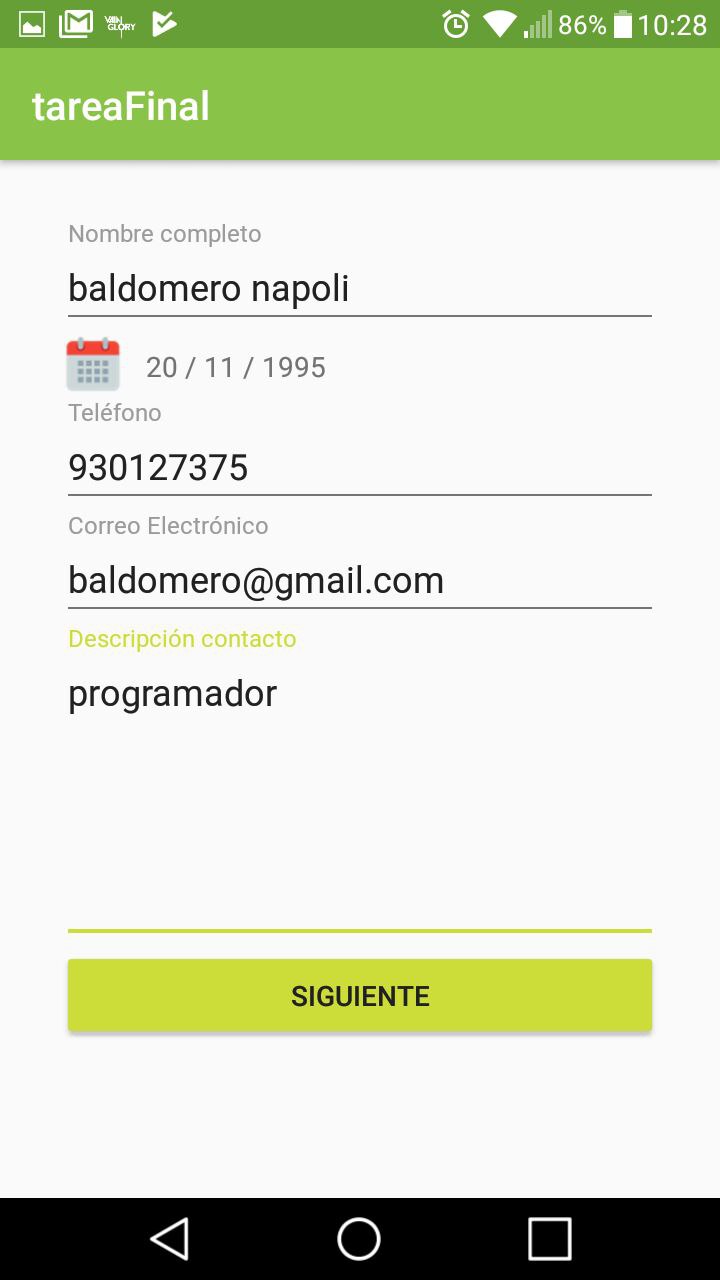 VAIN
GLORY
86% 10:28
tareaFinal
Nombre completo
baldomero napoli
20 / 11 / 1995
Teléfono
930127375
Correo Electrónico
baldomero@gmail.com
Descripción contacto
programador
SIGUIENTE